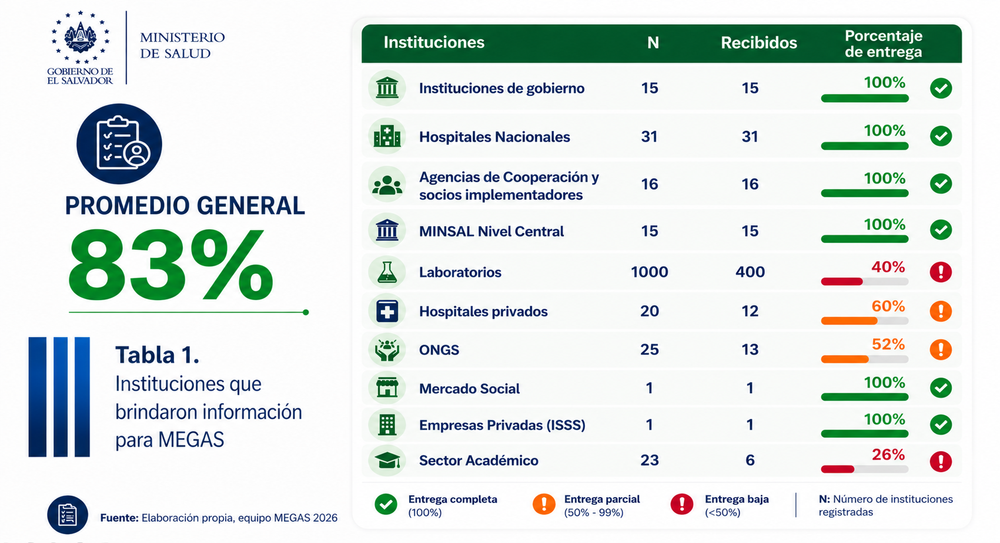 GOBIERNO DE
EL SALVADOR
MINISTERIO
DE SALUD
PROMEDIO GENERAL
83%
Tabla 1.
Instituciones que
brindaron información
para MEGAS
Fuente: Elaboración propia, equipo MEGAS 2026
Instituciones N Recibidos Porcentaje
de entrega
Instituciones de gobierno 15 15 100%
Hospitales Nacionales 31 31 100%
Agencias de Cooperación y
socios implementadores 16 16 100%
MINSAL Nivel Central 15 15 100%
Laboratorios 1000 400 40%
Hospitales privados 20 12 60%
ONGS 25 13 52%
Mercado Social 1 1 100%
Empresas Privadas (ISSS) 1 1 100%
Sector Académico 23 6 26%
Entrega completa
(100%)
Entrega parcial
(50% - 99%)
Entrega baja
(<50%)
N: Número de instituciones
registradas